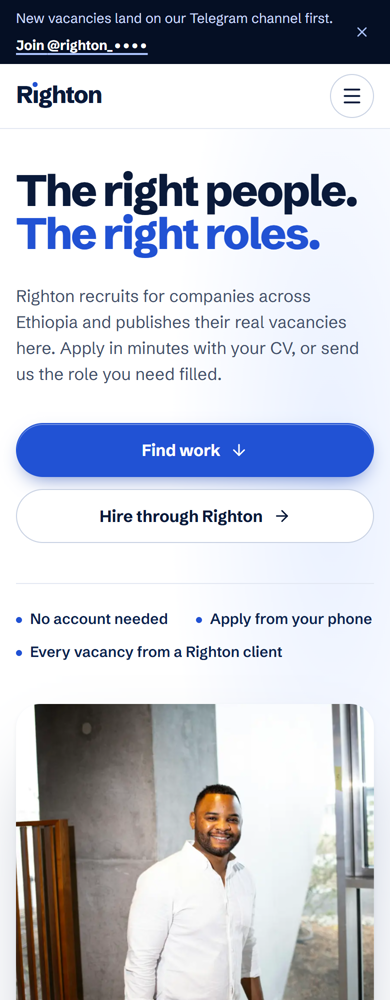 New vacancies land on our Telegram channel first.
Join @righton_••••
Righton
The right people.
The right roles.
Righton recruits for companies across
Ethiopia and publishes their real vacancies
here. Apply in minutes with your CV, or send
us the role you need filled.
Find work ↓
Hire through Righton →
• No account needed • Apply from your phone
• Every vacancy from a Righton client